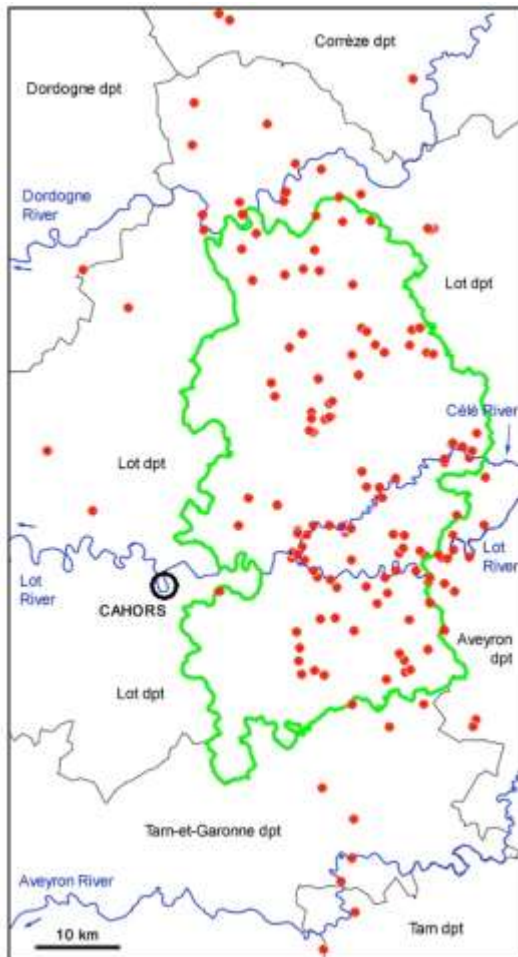 Corrèze dpt
Dordogne dpt
Dordogne
River
Lot dpt
Célé River
Lot dpt
Lot
River
Lot
River
CAHORS
Aveyron
dpt
Lot dpt
Tarn-et-Garonne dpt
Aveyron River
Tarn dpt
10 km